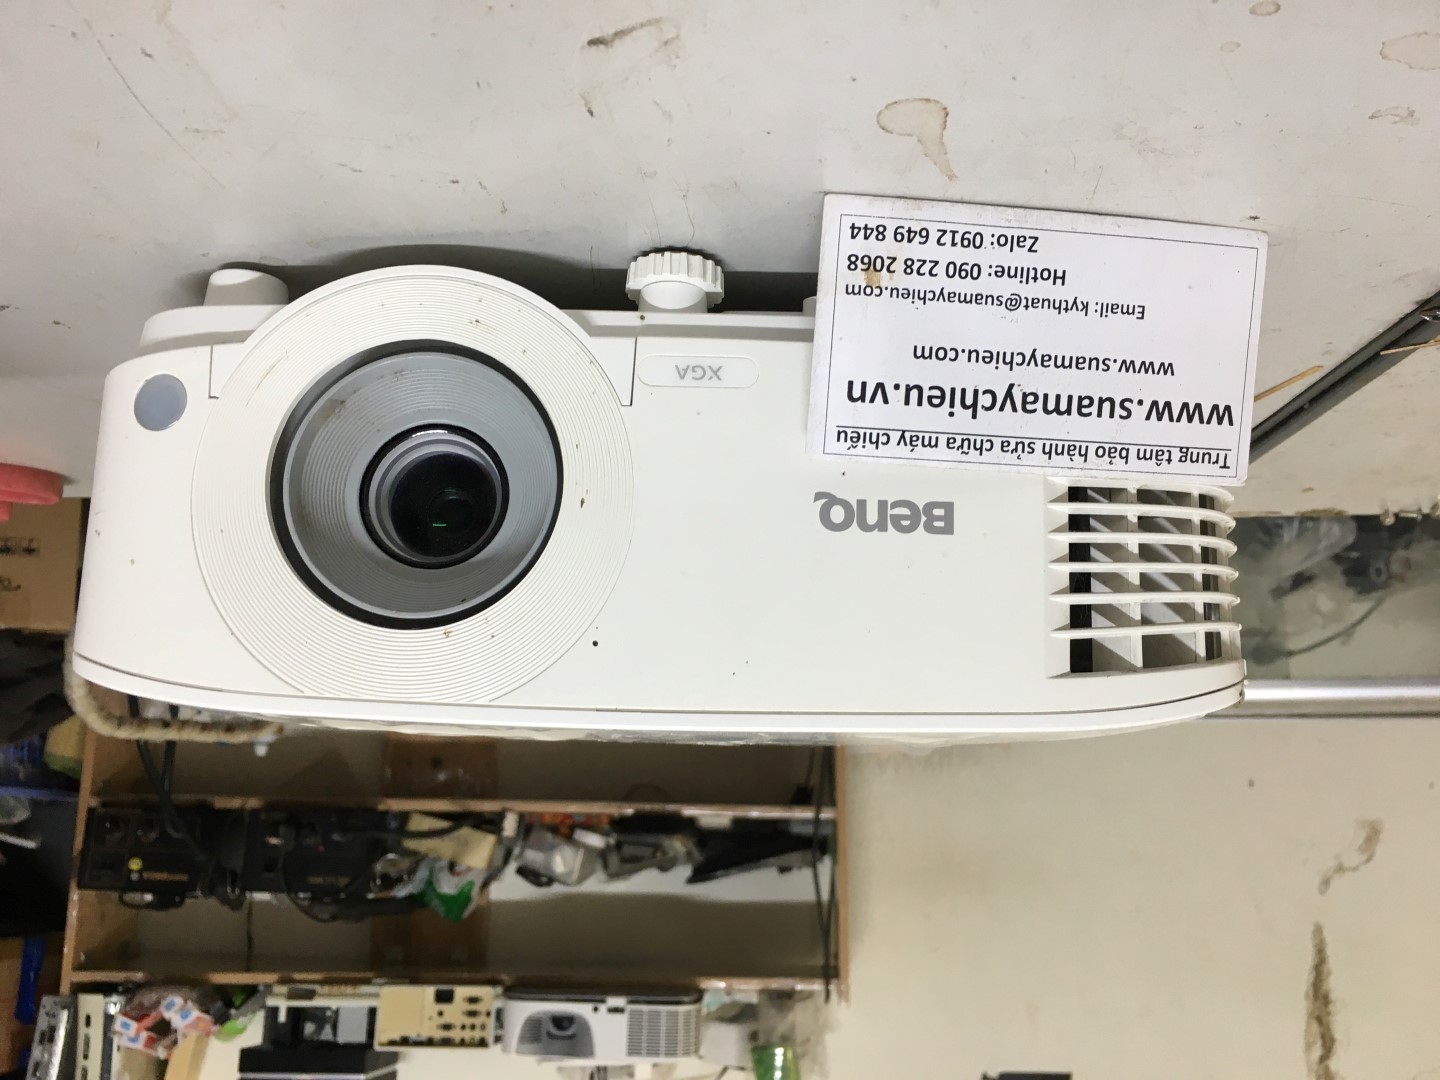 Trung tâm bảo hành sửa chữa máy chiếu
www.suamaychieu.vn
www.suamaychieu.com
Email: kythuat@suamaychieu.com
Hotline: 090 228 2068
Zalo: 0912 649 844
BenQ
XGA